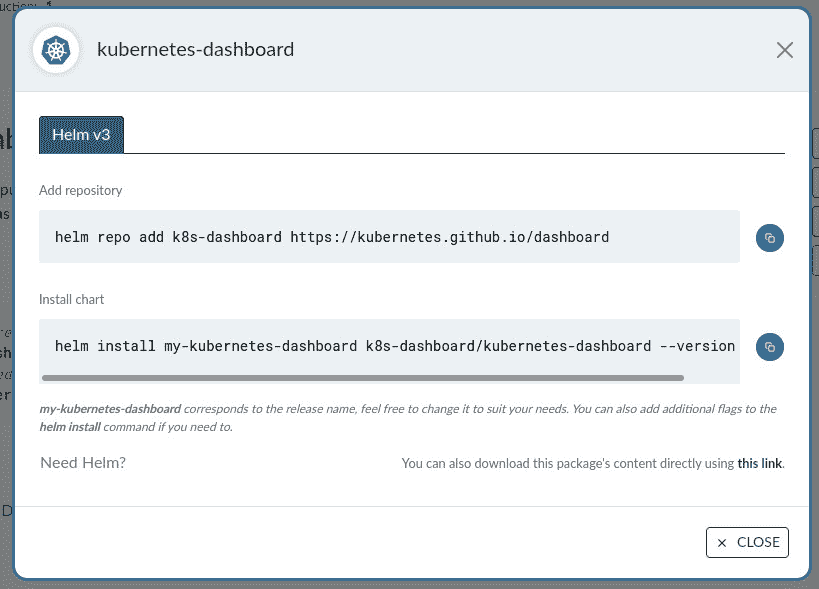 kubernetes-dashboard
Helm v3
Add repository
helm repo add k8s-dashboard https://kubernetes.github.io/dashboard
Install chart
helm install my-kubernetes-dashboard k8s-dashboard/kubernetes-dashboard --version
my-kubernetes-dashboard corresponds to the release name, feel free to change it to suit your needs. You can also add additional flags to the
helm install command if you need to.
Need Helm?
You can also download this package's content directly using this link.
CLOSE